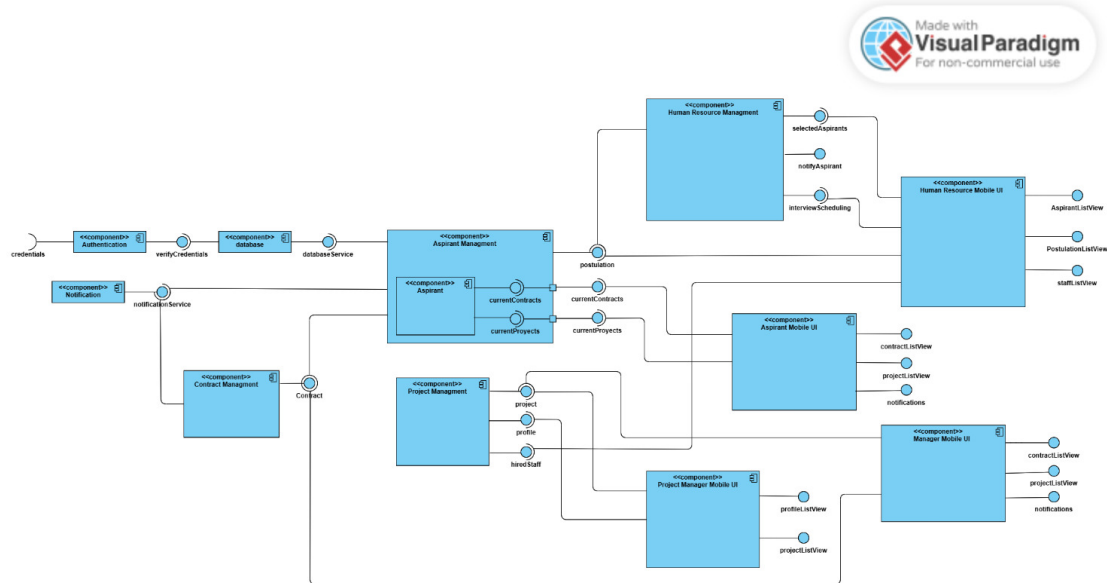 Made with
Visual Paradigm
For non-commercial use
<<component>>
Human Resource Managment
selectedAspirants
notifyAspirant
interviewScheduling
<<component>>
Human Resource Mobile UI
AspirantListView
PostulationListView
staffListView
credentials
<<component>>
Authentication
verifyCredentials
<<component>>
database
databaseService
<<component>>
Aspirant Managment
postulation
<<component>>
Aspirant
currentContracts
currentProyects
currentContracts
currentProyects
<<component>>
Notification
notificationService
<<component>>
Contract Managment
Contract
<<component>>
Aspirant Mobile UI
contractListView
projectListView
notifications
<<component>>
Project Managment
project
profile
hiredStaff
<<component>>
Manager Mobile UI
contractListView
projectListView
notifications
<<component>>
Project Manager Mobile UI
profileListView
projectListView